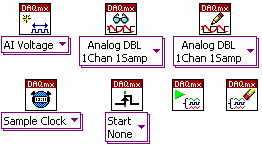 DAQmx DAQmx DAQmx
AI Voltage Analog DBL Analog DBL
1Chan 1Samp 1Chan 1Samp
DAQmx DAQmx DAQmx DAQmx
Sample Clock Start
None